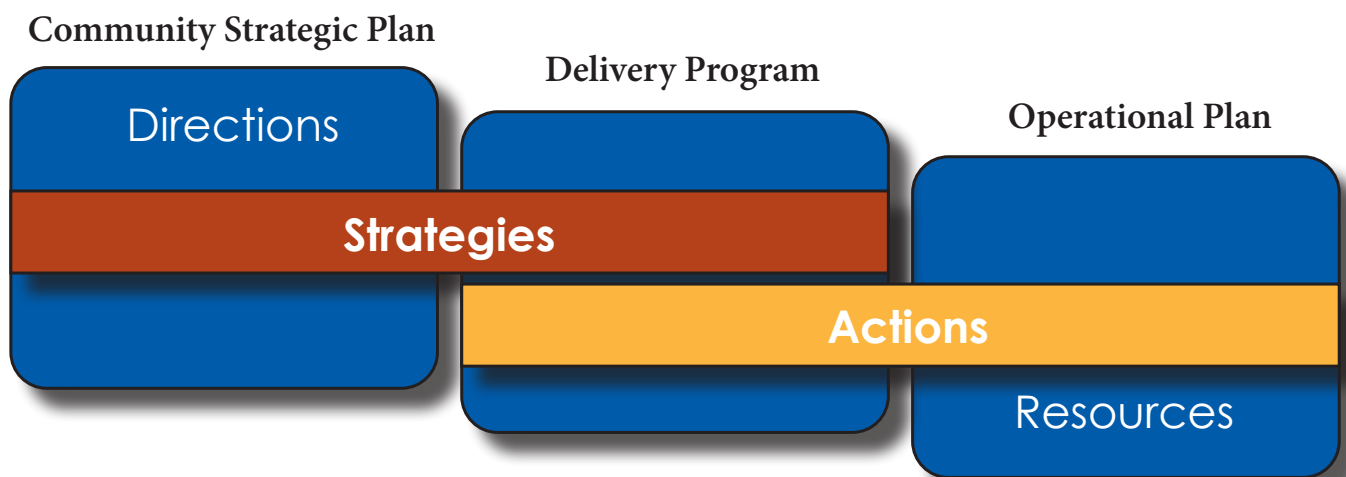 Community Strategic Plan
Delivery Program
Operational Plan
Directions
Strategies
Actions
Resources